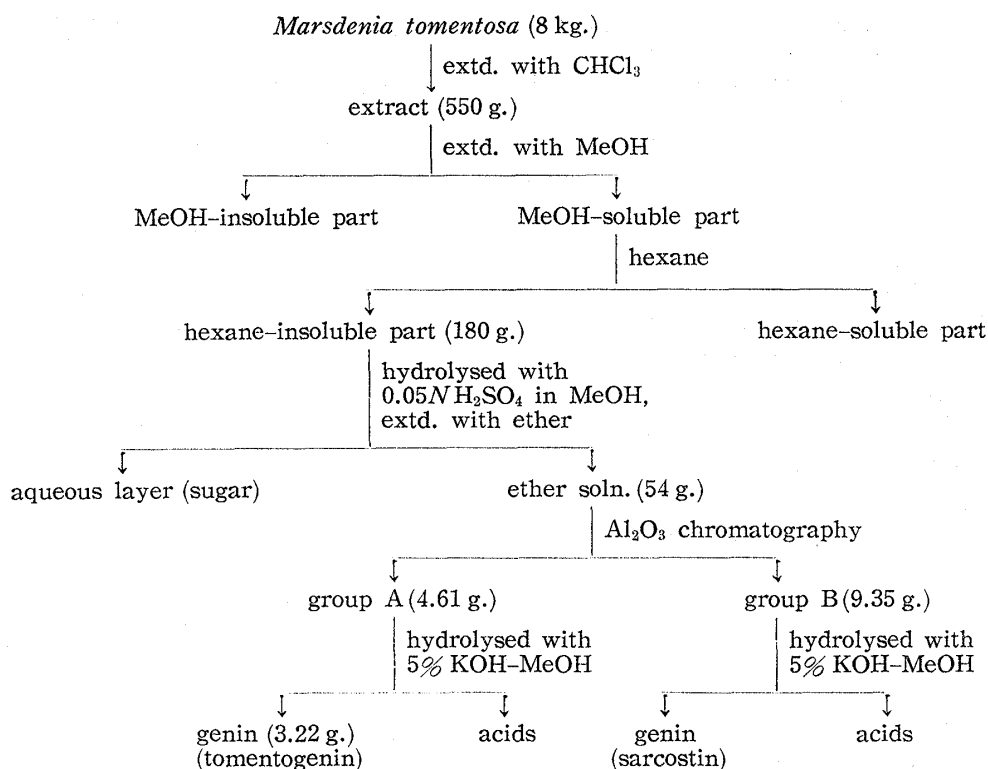 Marsdenia tomentosa (8 kg.)
extd. with CHCl₃
extract (550 g.)
extd. with MeOH
MeOH-insoluble part
MeOH-soluble part
hexane
hexane-insoluble part (180 g.)
hexane-soluble part
hydrolysed with
0.05N H₂SO₄ in MeOH,
extd. with ether
aqueous layer (sugar)
ether soln. (54 g.)
Al₂O₃ chromatography
group A (4.61 g.)
group B (9.35 g.)
hydrolysed with
5% KOH-MeOH
hydrolysed with
5% KOH-MeOH
genin (3.22 g.)
(tomentogenin)
acids
genin
(sarcostin)
acids